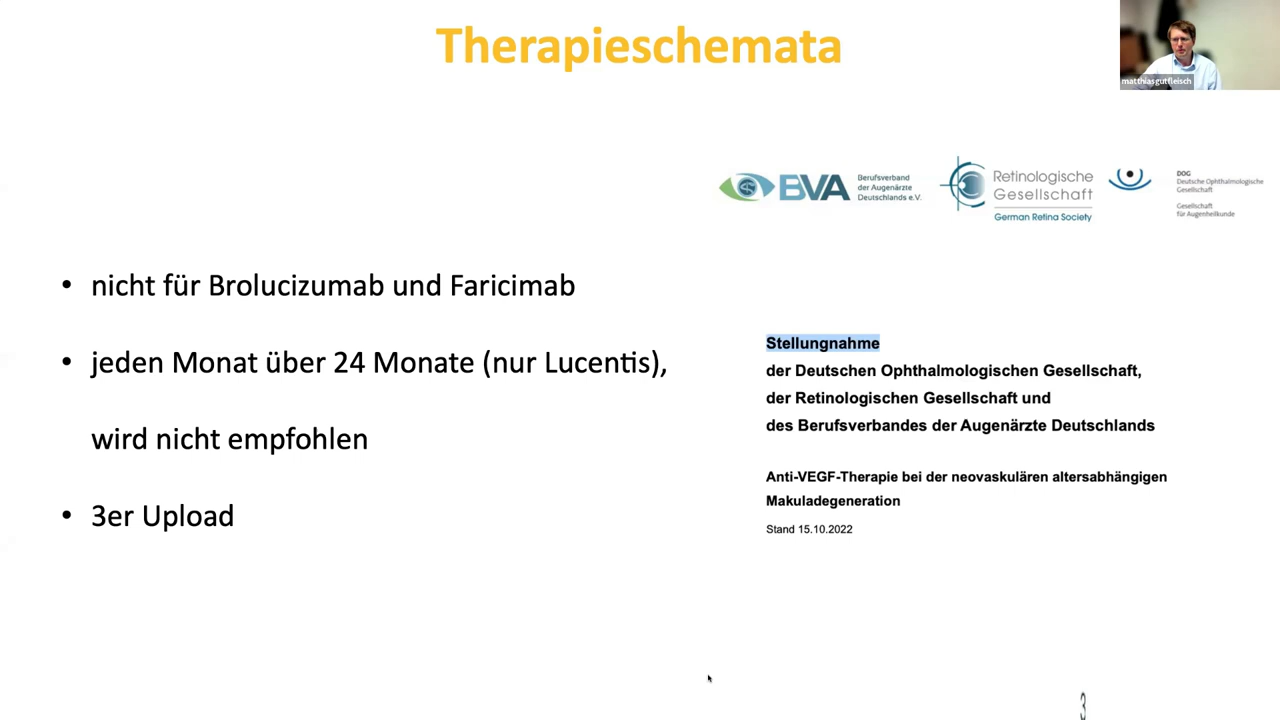 Therapieschemata
matthiasgutfleisch
BVA
Berufsverband
der Augenärzte
Deutschlands e.V.
Retinologische
Gesellschaft
German Retina Society
DOG
Deutsche Ophthalmologische
Gesellschaft
Gesellschaft
für Augenheilkunde
• nicht für Brolucizumab und Faricimab
• jeden Monat über 24 Monate (nur Lucentis),
wird nicht empfohlen
• 3er Upload
Stellungnahme
der Deutschen Ophthalmologischen Gesellschaft,
der Retinologischen Gesellschaft und
des Berufsverbandes der Augenärzte Deutschlands
Anti-VEGF-Therapie bei der neovaskulären altersabhängigen
Makuladegeneration
Stand 15.10.2022
3